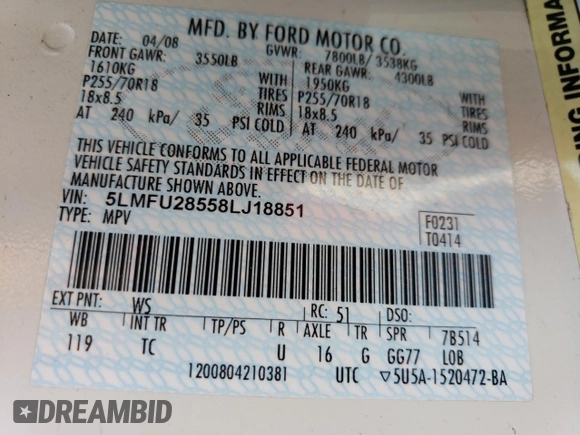 MFD. BY FORD MOTOR CO.
DATE: 04/08 GVWR: 7800LB/ 3538KG
FRONT GAWR: 3550LB REAR GAWR: 4300LB
1610KG WITH 1950KG WITH
P255/70R18 TIRES P255/70R18 TIRES
18x8.5 RIMS 18x8.5 RIMS
AT 240 kPa/ 35 PSI COLD AT 240 kPa/ 35 PSI COLD
THIS VEHICLE CONFORMS TO ALL APPLICABLE FEDERAL MOTOR
VEHICLE SAFETY STANDARDS IN EFFECT ON THE DATE OF
MANUFACTURE SHOWN ABOVE.
VIN: 5LMFU28558LJ18851
TYPE: MPV
F0231
T0414
EXT PNT: WS RC: 51 DSO:
WB INT TR TP/PS R AXLE TR SPR 7B514
119 TC U 16 G GG77 LOB
1200804210381 UTC ▽5U5A-1520472-BA
DREAMBID